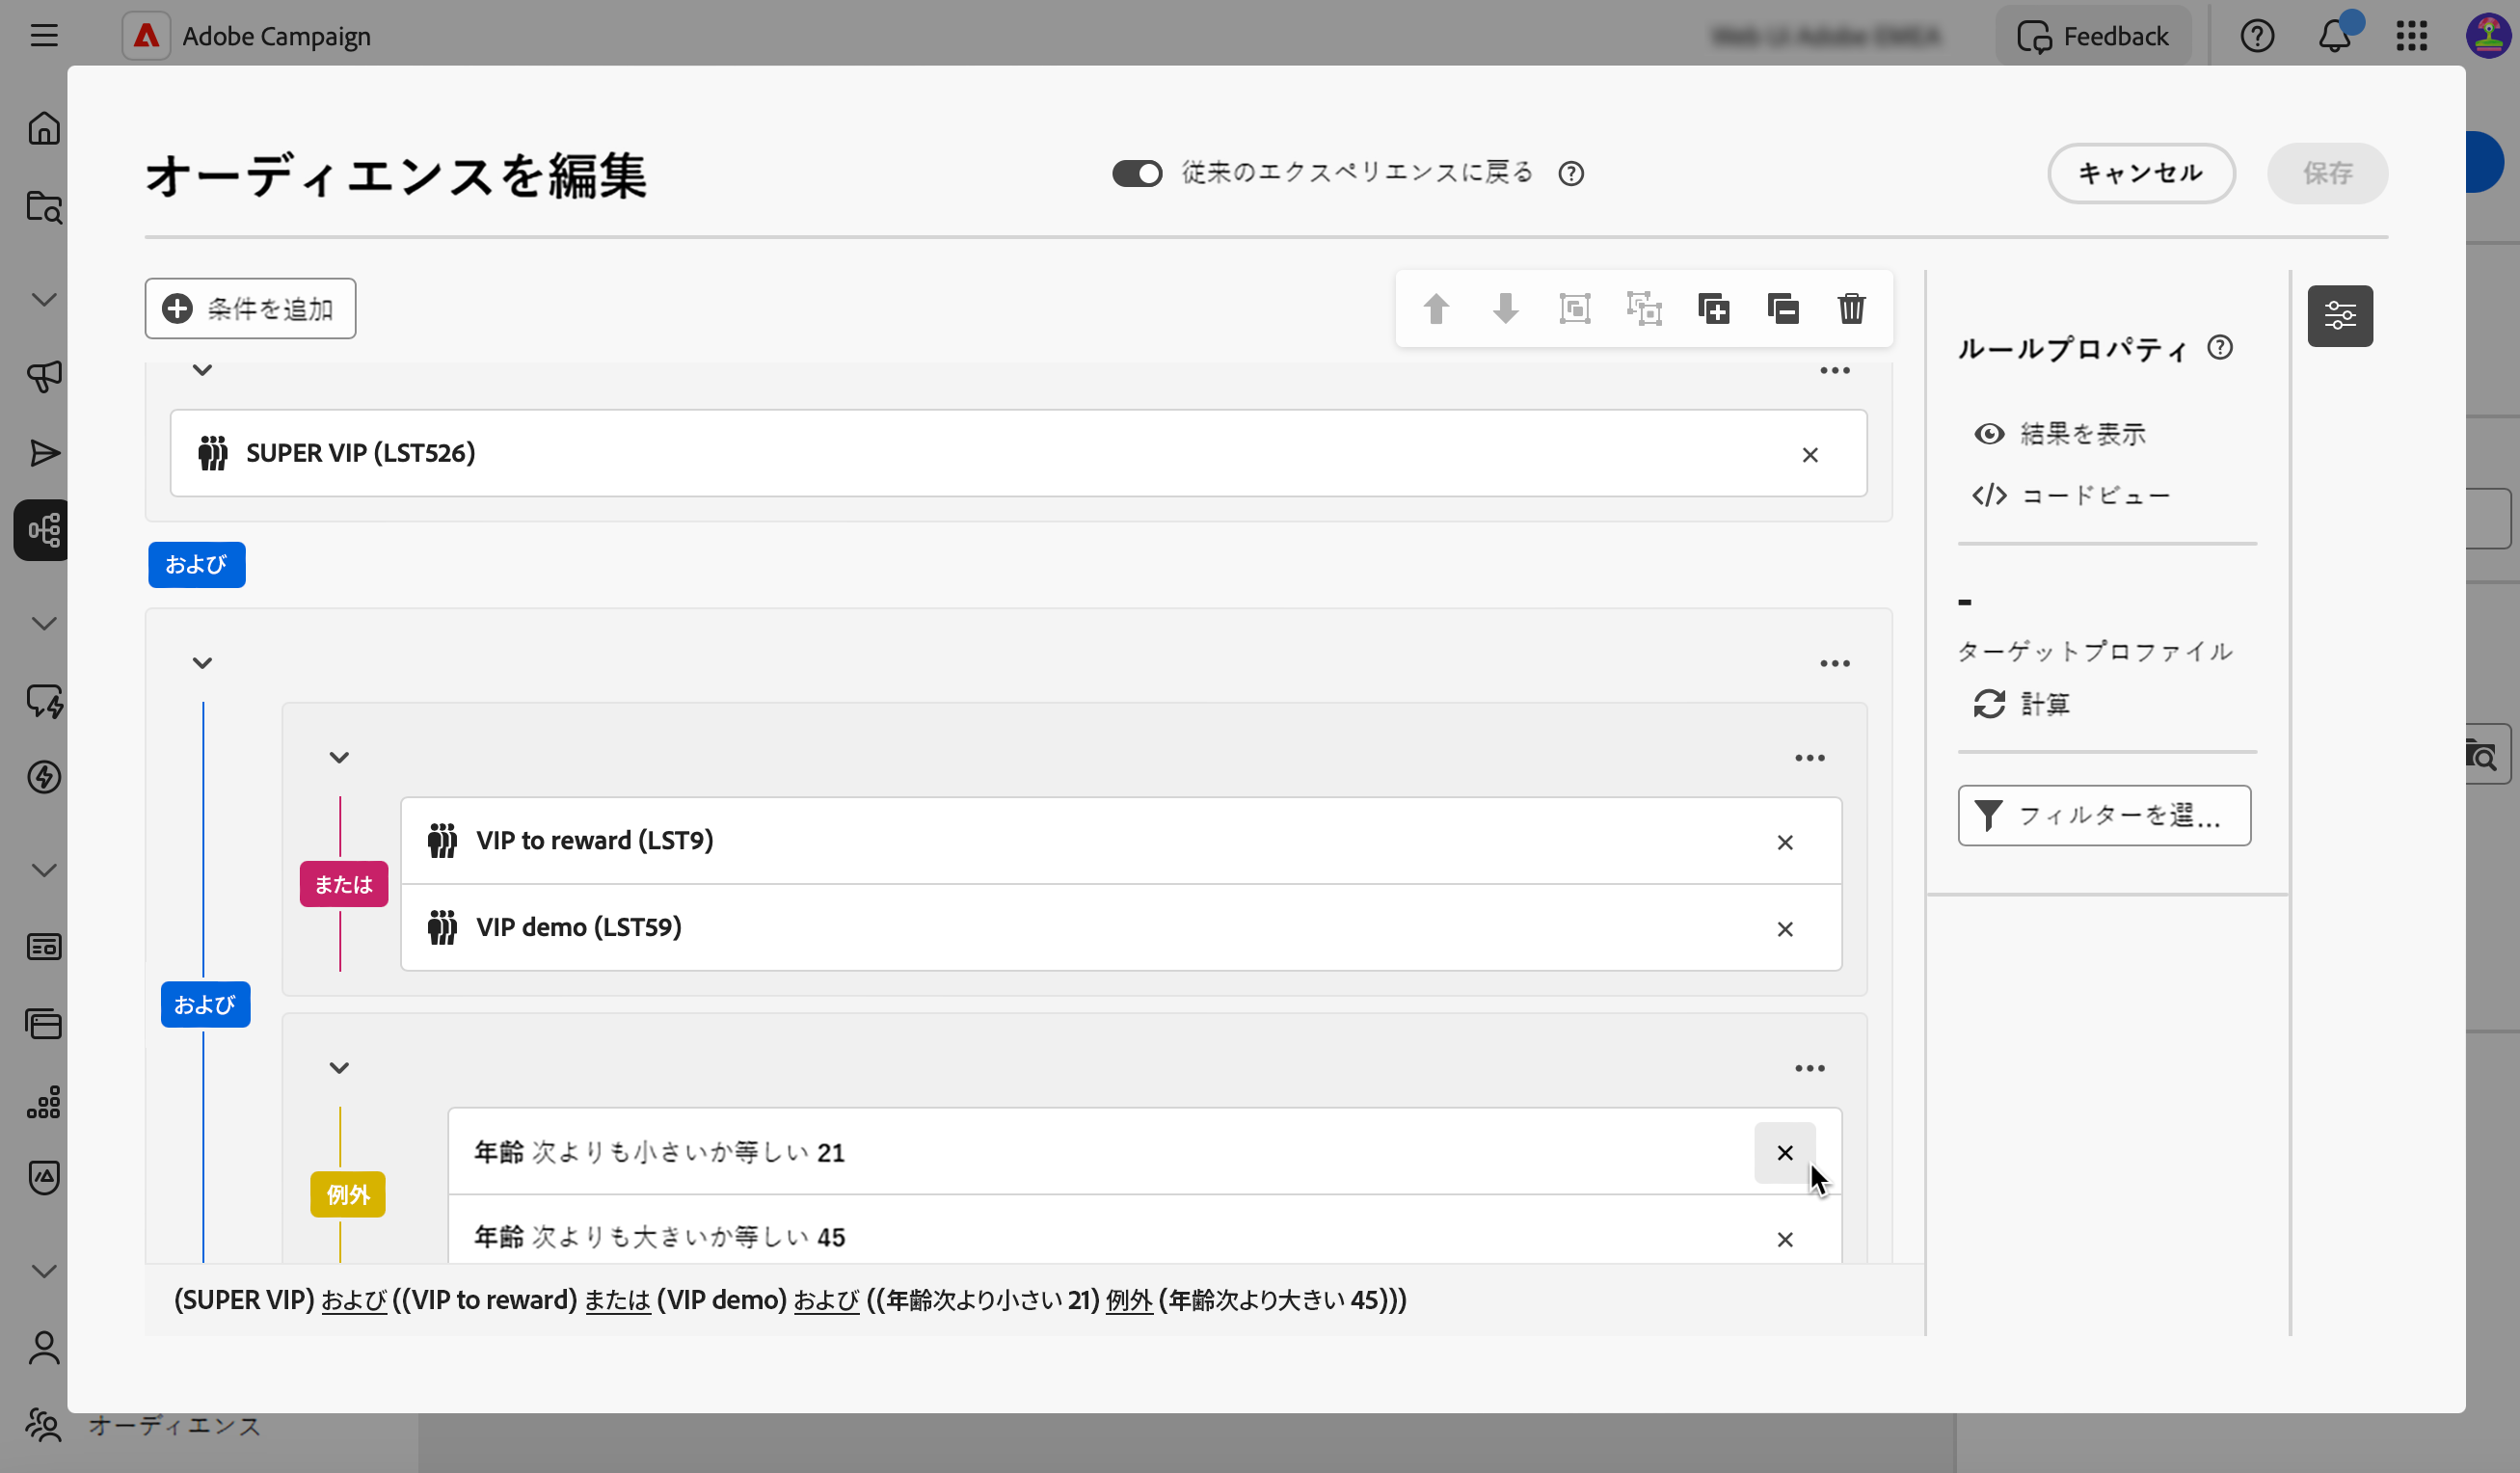 Adobe Campaign
Feedback
オーディエンスを編集
従来のエクスペリエンスに戻る
キャンセル
保存
条件を追加
SUPER VIP (LST526)
および
VIP to reward (LST9)
または
VIP demo (LST59)
および
年齢 次よりも小さいか等しい 21
例外
年齢 次よりも大きいか等しい 45
(SUPER VIP) および ((VIP to reward) または (VIP demo) および ((年齢次より小さい 21) 例外 (年齢次より大きい 45)))
ルールプロパティ
結果を表示
コードビュー
-
ターゲットプロファイル
計算
フィルターを選...
オーディエンス